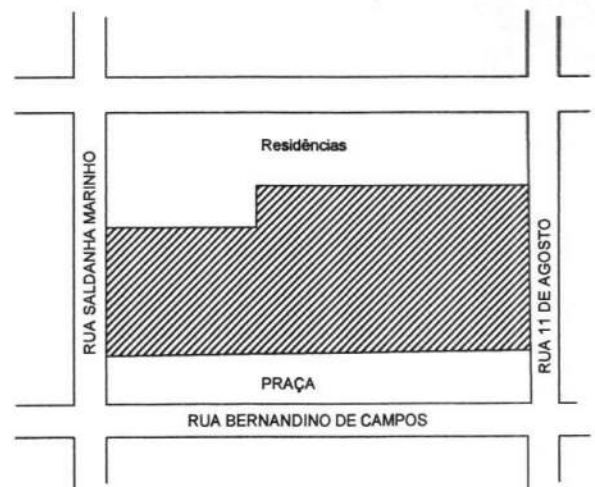 Residências
RUA SALDANHA MARINHO
RUA 11 DE AGOSTO
PRAÇA
RUA BERNANDINO DE CAMPOS